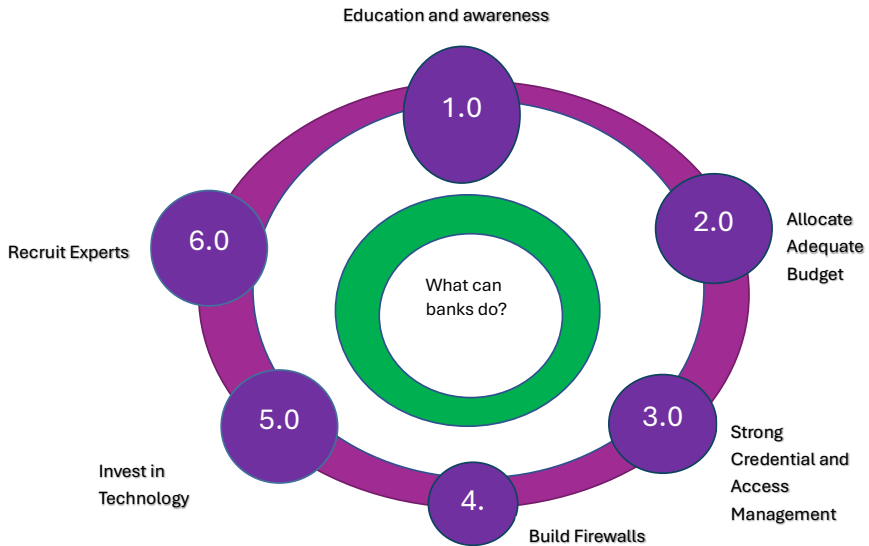 Education and awareness
1.0
2.0
Allocate
Adequate
Budget
3.0
Strong
Credential and
Access
Management
4.
Build Firewalls
5.0
Invest in
Technology
6.0
Recruit Experts
What can
banks do?